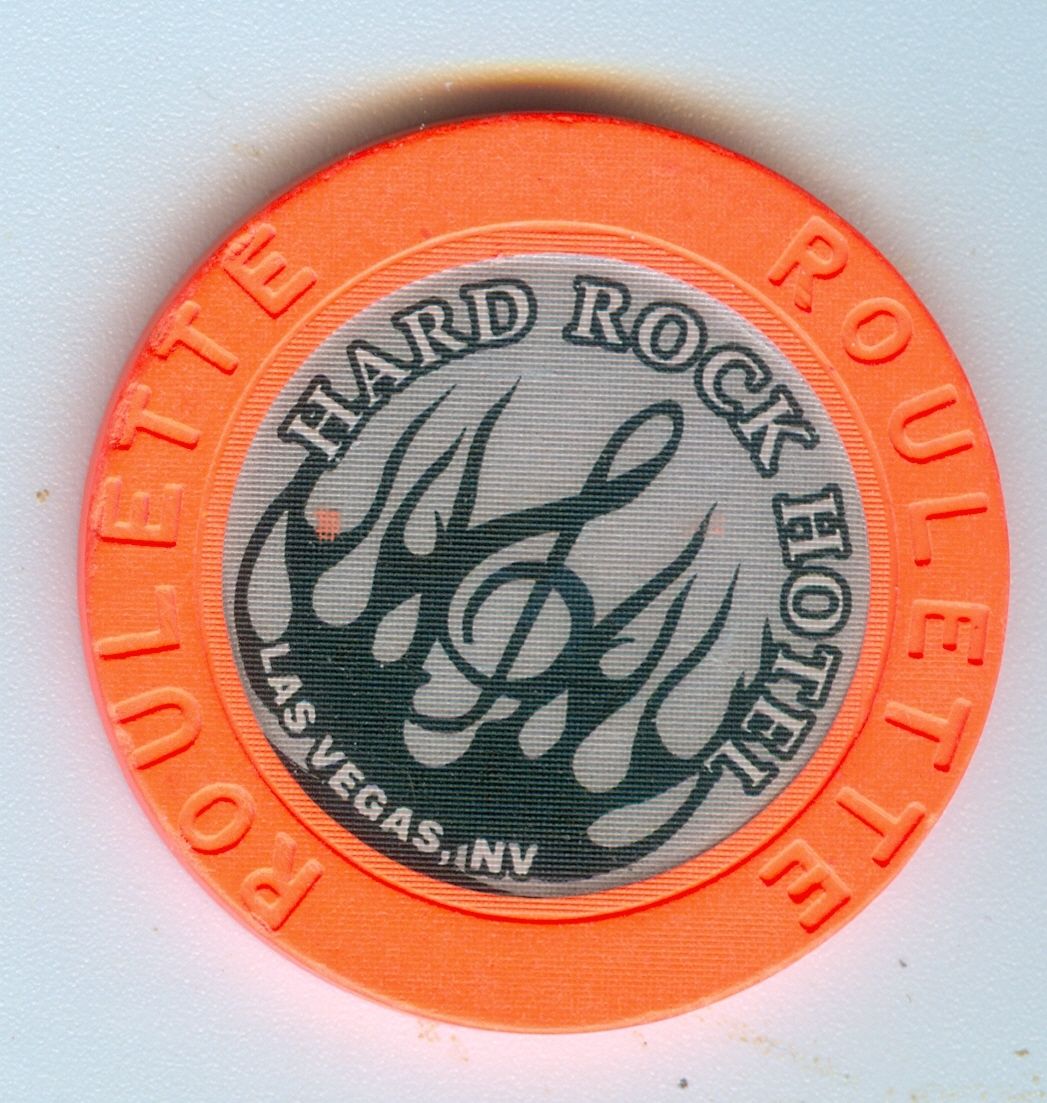 HARD ROCK HOTEL
LAS VEGAS, NV
ROULETTE
ROULETTE